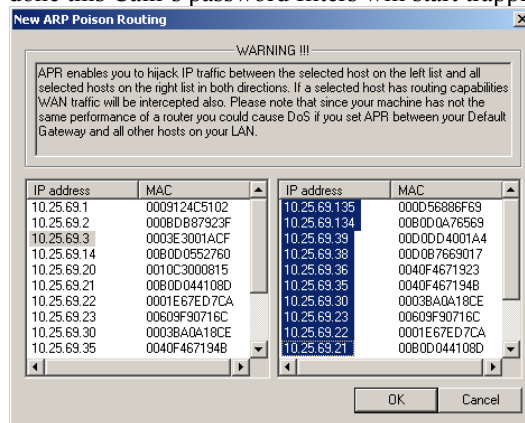 done this Cain's password filters will start
New ARP Poison Routing
WARNING !!!
APR enables you to hijack IP traffic between the selected host on the left list and all
selected hosts on the right list in both directions. If a selected host has routing capabilities
WAN traffic will be intercepted also. Please note that since your machine has not the
same performance of a router you could cause DoS if you set APR between your Default
Gateway and all other hosts on your LAN.
IP address MAC IP address MAC
10.25.69.1 0009124C5102 10.25.69.135 000D56886F69
10.25.69.2 000BDB87923F 10.25.69.134 00B0D0A76569
10.25.69.3 0003E3001ACF 10.25.69.39 00D0DD4001A4
10.25.69.14 00B0D0552760 10.25.69.38 00D0B7669017
10.25.69.20 0010C3000815 10.25.69.36 0040F4671923
10.25.69.21 00B0D044108D 10.25.69.35 0040F467194B
10.25.69.22 0001E67ED7CA 10.25.69.30 0003BA0A18CE
10.25.69.23 00609F90716C 10.25.69.23 00609F90716C
10.25.69.30 0003BA0A18CE 10.25.69.22 0001E67ED7CA
10.25.69.35 0040F467194B 10.25.69.21 00B0D044108D
OK Cancel